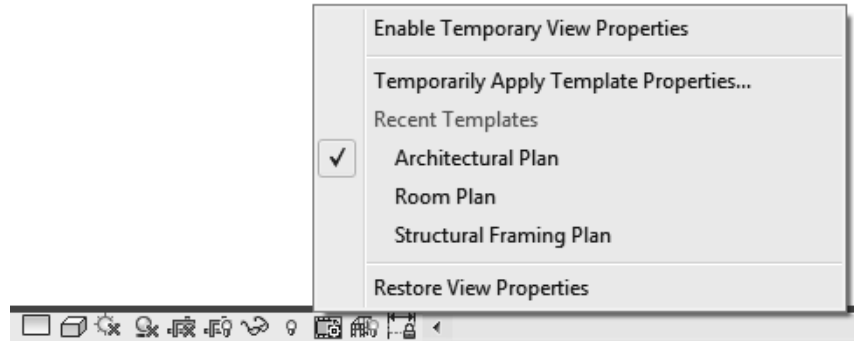 Enable Temporary View Properties
Temporarily Apply Template Properties...
Recent Templates
Architectural Plan
Room Plan
Structural Framing Plan
Restore View Properties